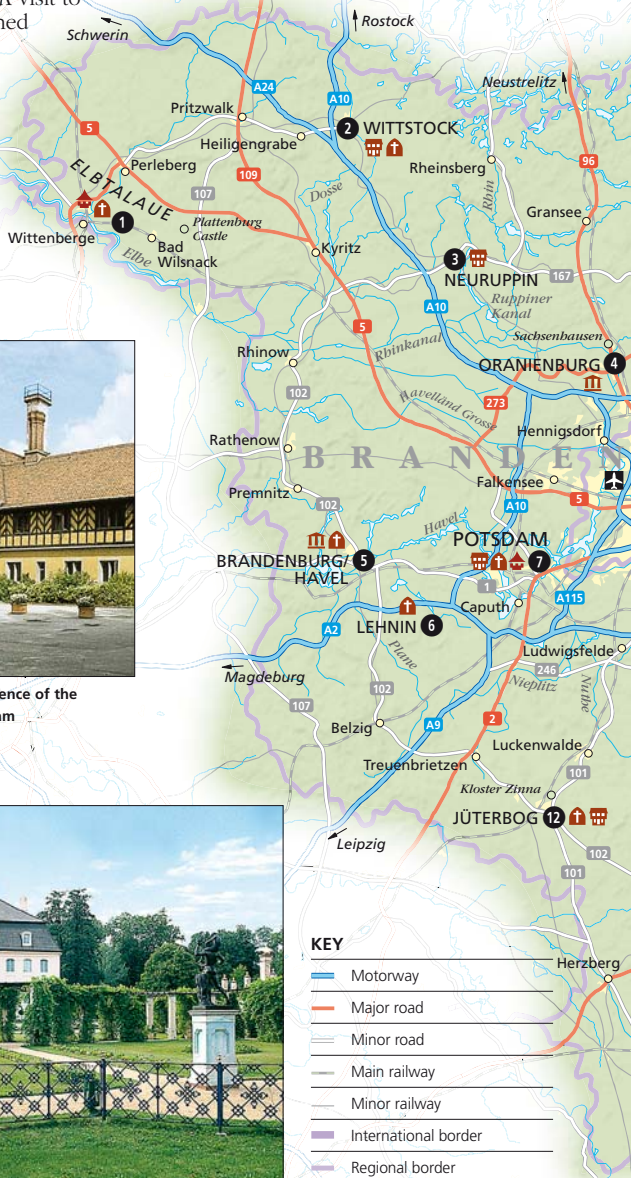 A visit to
Rostock
Schwerin
Neustrelitz
A24
A10
Pritzwalk
5
2 WITTSTOCK
Heiligengrabe
Perleberg
Rheinsberg
96
ELBTALAUE
107
109
Dosse
Rhin
Gransee
1
Plattenburg
Castle
Wittenberge
Bad
Wilsnack
Kyritz
Elbe
3
NEURUPPIN
167
A10
Ruppiner
Kanal
5
Sachsenhausen
Rhinow
Rhinkanal
ORANIENBURG 4
102
273
Havelland Grosse
Hennigsdorf
Rathenow
BRANDEN
Falkensee
Premnitz
102
A10
5
Havel
POTSDAM
7
BRANDENBURG/
HAVEL
5
1
A115
Caputh
LEHNIN 6
A2
Ludwigsfelde
Plane
246
Magdeburg
Nieplitz
Nuthe
ence of the
am
102
107
2
Belzig
A9
Luckenwalde
Treuenbrietzen
101
Kloster Zinna
JÜTERBOG 12
Leipzig
102
101
KEY
Herzberg
Motorway
Major road
Minor road
Main railway
Minor railway
International border
Regional border